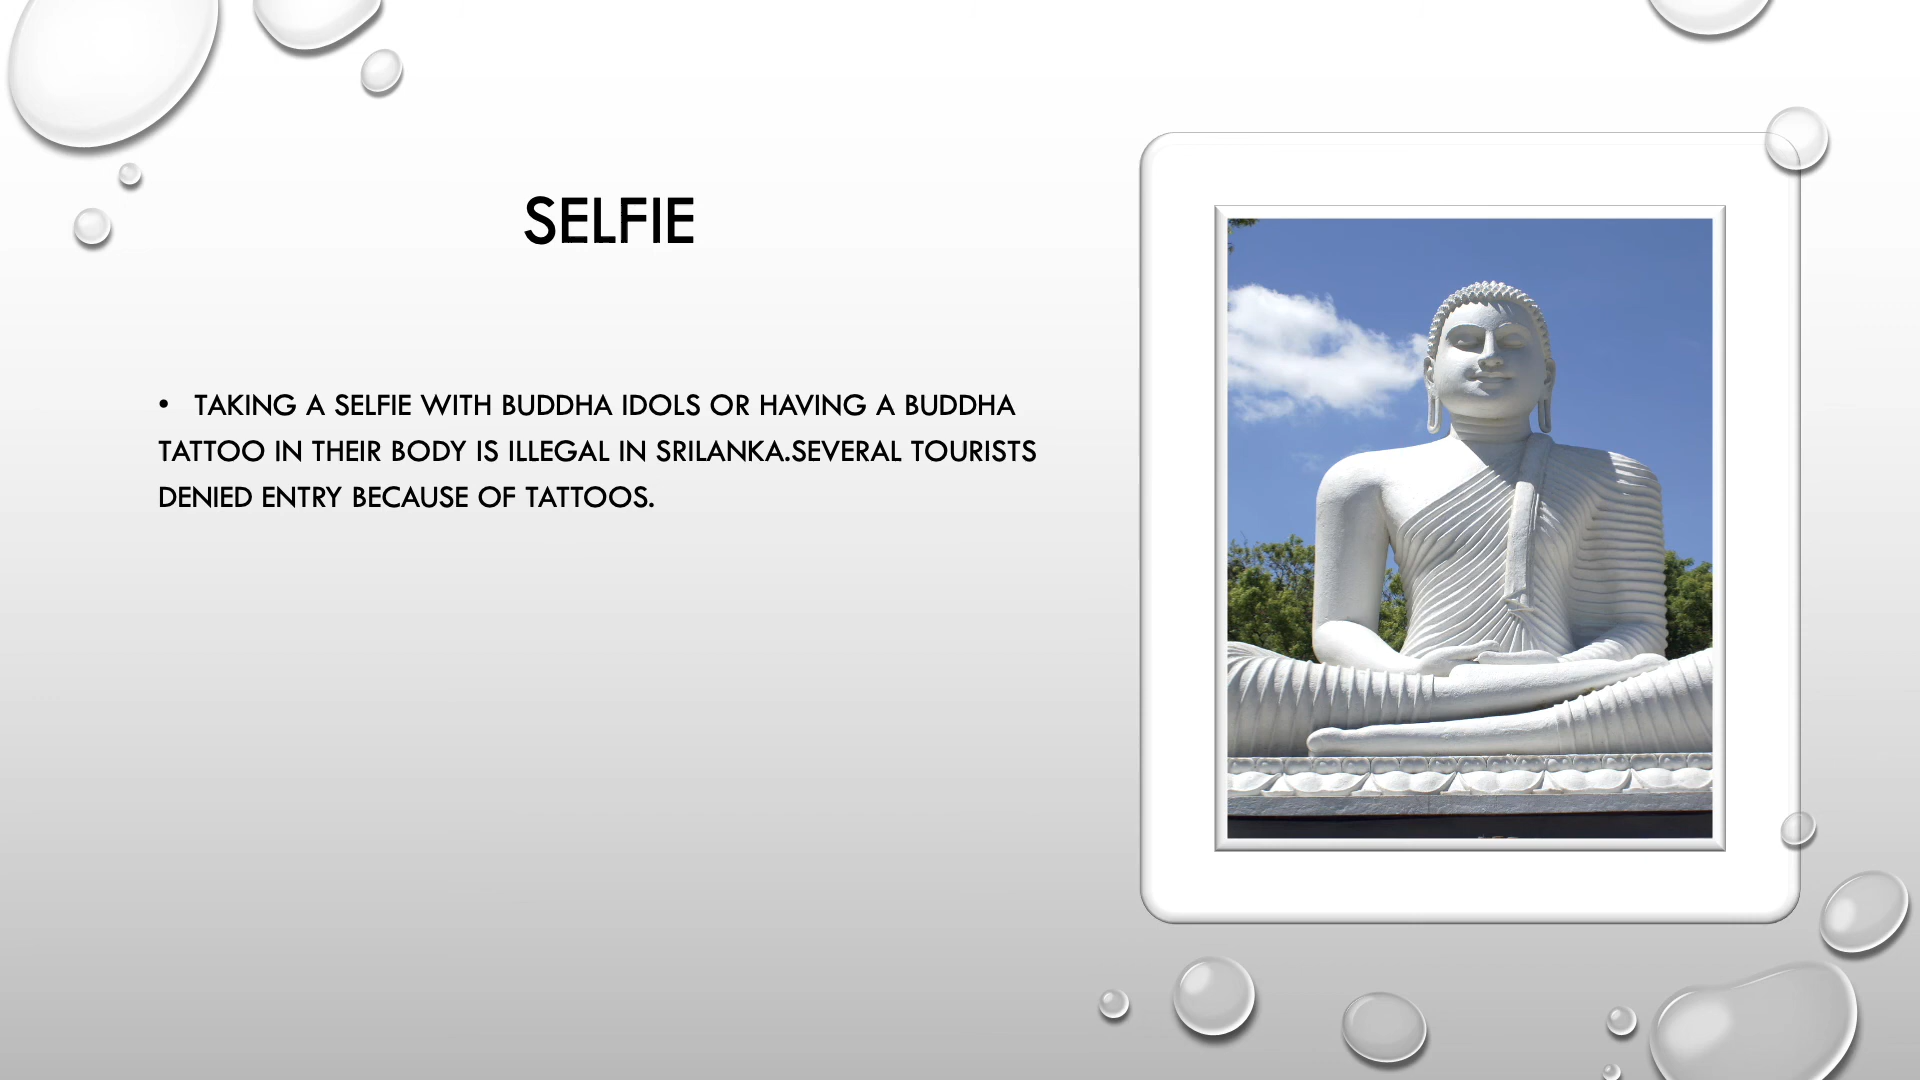 SELFIE
• TAKING A SELFIE WITH BUDDHA IDOLS OR HAVING A BUDDHA
TATTOO IN THEIR BODY IS ILLEGAL IN SRILANKA.SEVERAL TOURISTS
DENIED ENTRY BECAUSE OF TATTOOS.